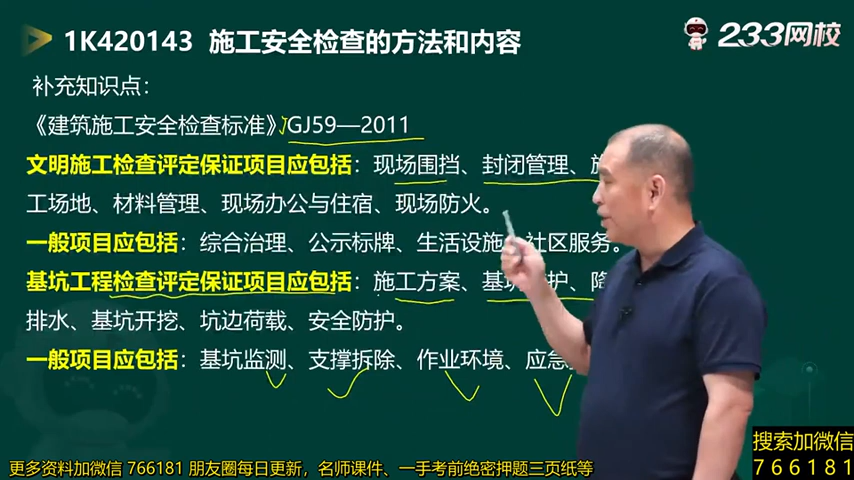 1K420143 施工安全检查的方法和内容
233网校
补充知识点：
《建筑施工安全检查标准》JGJ59—2011
文明施工检查评定保证项目应包括：现场围挡、封闭管理、施
工场地、材料管理、现场办公与住宿、现场防火。
一般项目应包括：综合治理、公示标牌、生活设施、社区服务。
基坑工程检查评定保证项目应包括：施工方案、基坑支护、降
排水、基坑开挖、坑边荷载、安全防护。
一般项目应包括：基坑监测、支撑拆除、作业环境、应急
搜索加微信
766181
更多资料加微信 766181 朋友圈每日更新，名师课件、一手考前绝密押题三页纸等